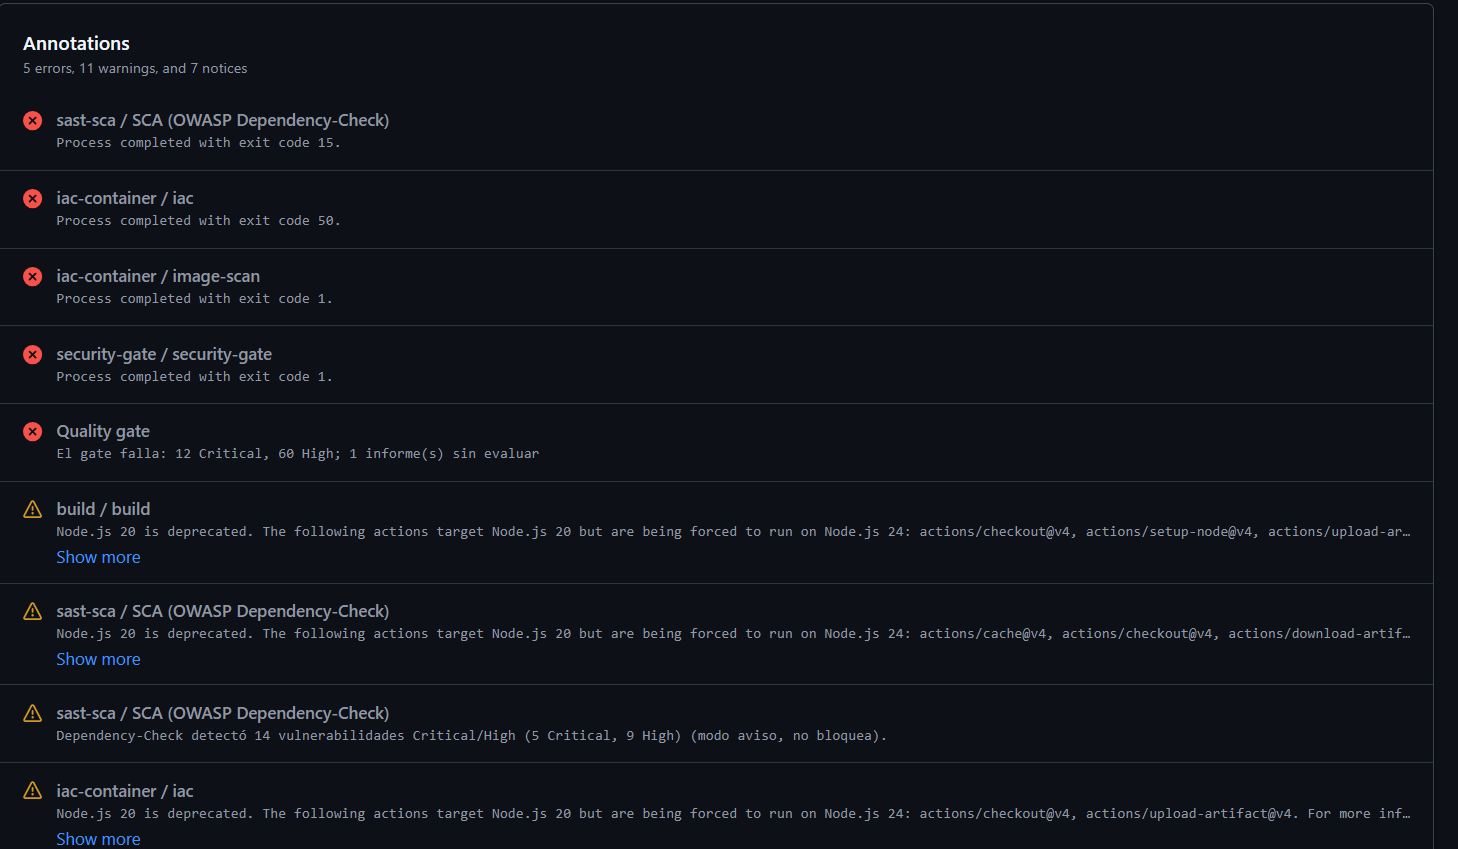 Annotations
5 errors, 11 warnings, and 7 notices
sast-sca / SCA (OWASP Dependency-Check)
Process completed with exit code 15.
iac-container / iac
Process completed with exit code 50.
iac-container / image-scan
Process completed with exit code 1.
security-gate / security-gate
Process completed with exit code 1.
Quality gate
El gate falla: 12 Critical, 60 High; 1 informe(s) sin evaluar
build / build
Node.js 20 is deprecated. The following actions target Node.js 20 but are being forced to run on Node.js 24: actions/checkout@v4, actions/setup-node@v4, actions/upload-ar…
Show more
sast-sca / SCA (OWASP Dependency-Check)
Node.js 20 is deprecated. The following actions target Node.js 20 but are being forced to run on Node.js 24: actions/cache@v4, actions/checkout@v4, actions/download-artif…
Show more
sast-sca / SCA (OWASP Dependency-Check)
Dependency-Check detectó 14 vulnerabilidades Critical/High (5 Critical, 9 High) (modo aviso, no bloquea).
iac-container / iac
Node.js 20 is deprecated. The following actions target Node.js 20 but are being forced to run on Node.js 24: actions/checkout@v4, actions/upload-artifact@v4. For more inf…
Show more